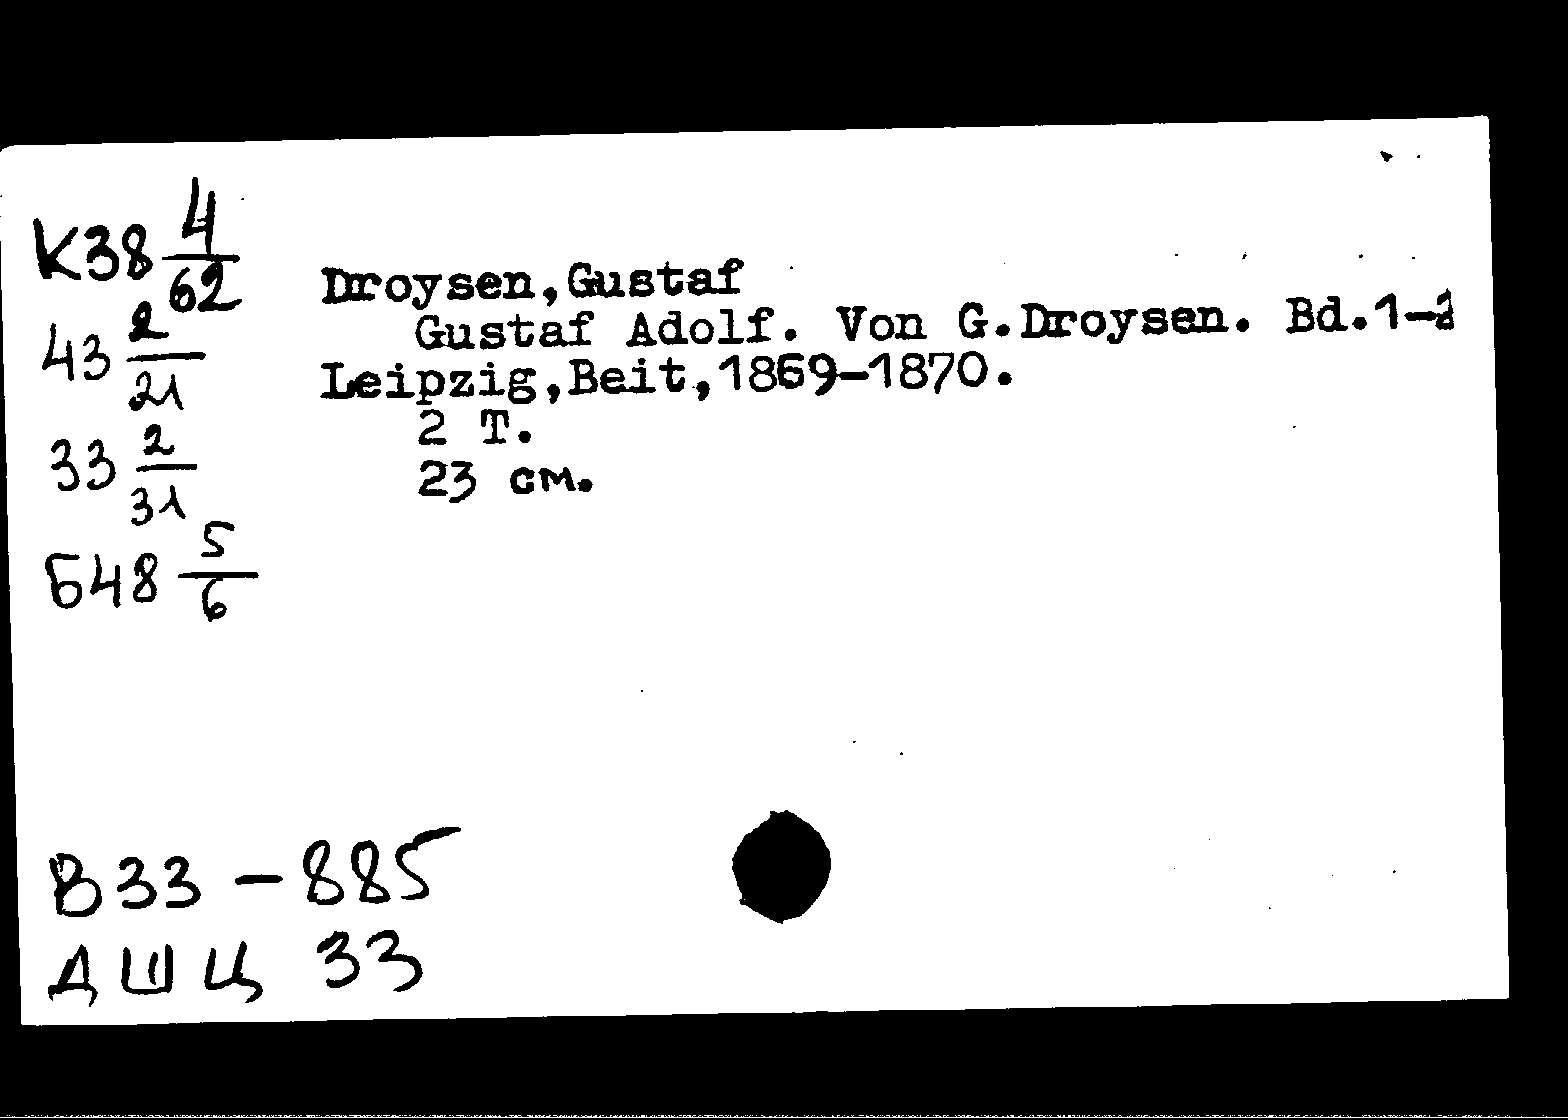 К38 4/62
Droysen,Gustaf
Gustaf Adolf. Von G.Droysen. Bd.1-2
43 2/21
Leipzig,Beit,1869-1870.
2 T.
33 2/31
23 см.
Б48 5/6
В33-885
ДШЦ 33